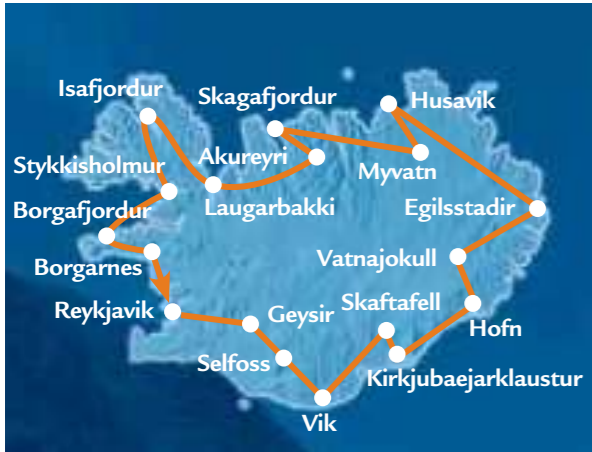 Isafjordur
Skagafjordur
Husavik
Stykkisholmur
Akureyri
Myvatn
Laugarbakki
Egilsstadir
Borgafjordur
Vatnajokull
Borgarnes
Skaftafell
Reykjavik
Geysir
Hofn
Selfoss
Kirkjubaejarklaustur
Vik